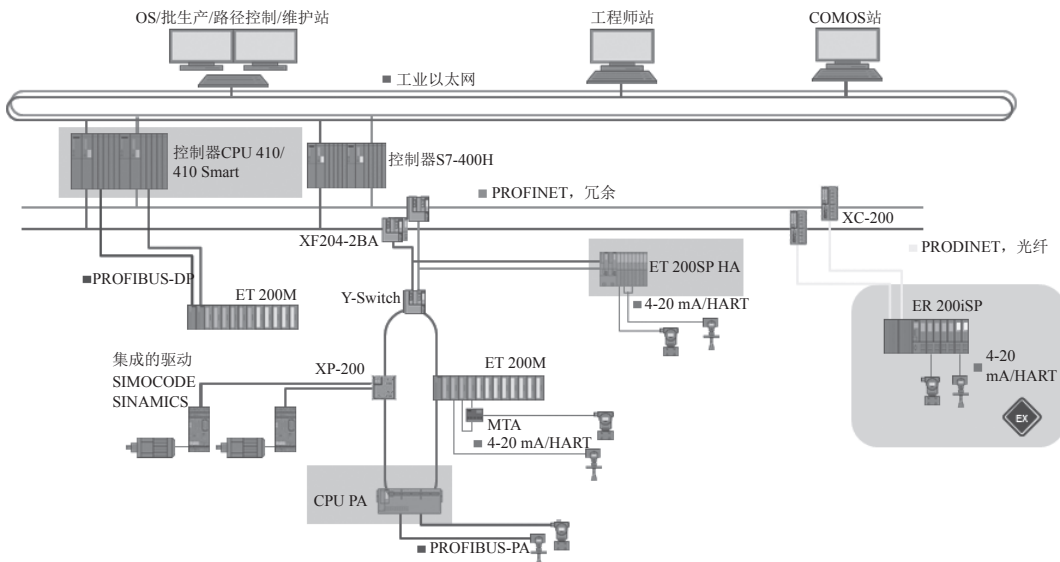 OS/批生产/路径控制/维护站
工程师站
COMOS站
工业以太网
控制器CPU 410/
410 Smart
控制器S7-400H
PROFINET，冗余
XC-200
XF204-2BA
PRODINET，光纤
PROFIBUS-DP
ET 200SP HA
ET 200M
Y-Switch
4-20 mA/HART
ER 200iSP
集成的驱动
SIMOCODE
SINAMICS
XP-200
ET 200M
4-20
mA/HART
MTA
4-20 mA/HART
EX
CPU PA
PROFIBUS-PA